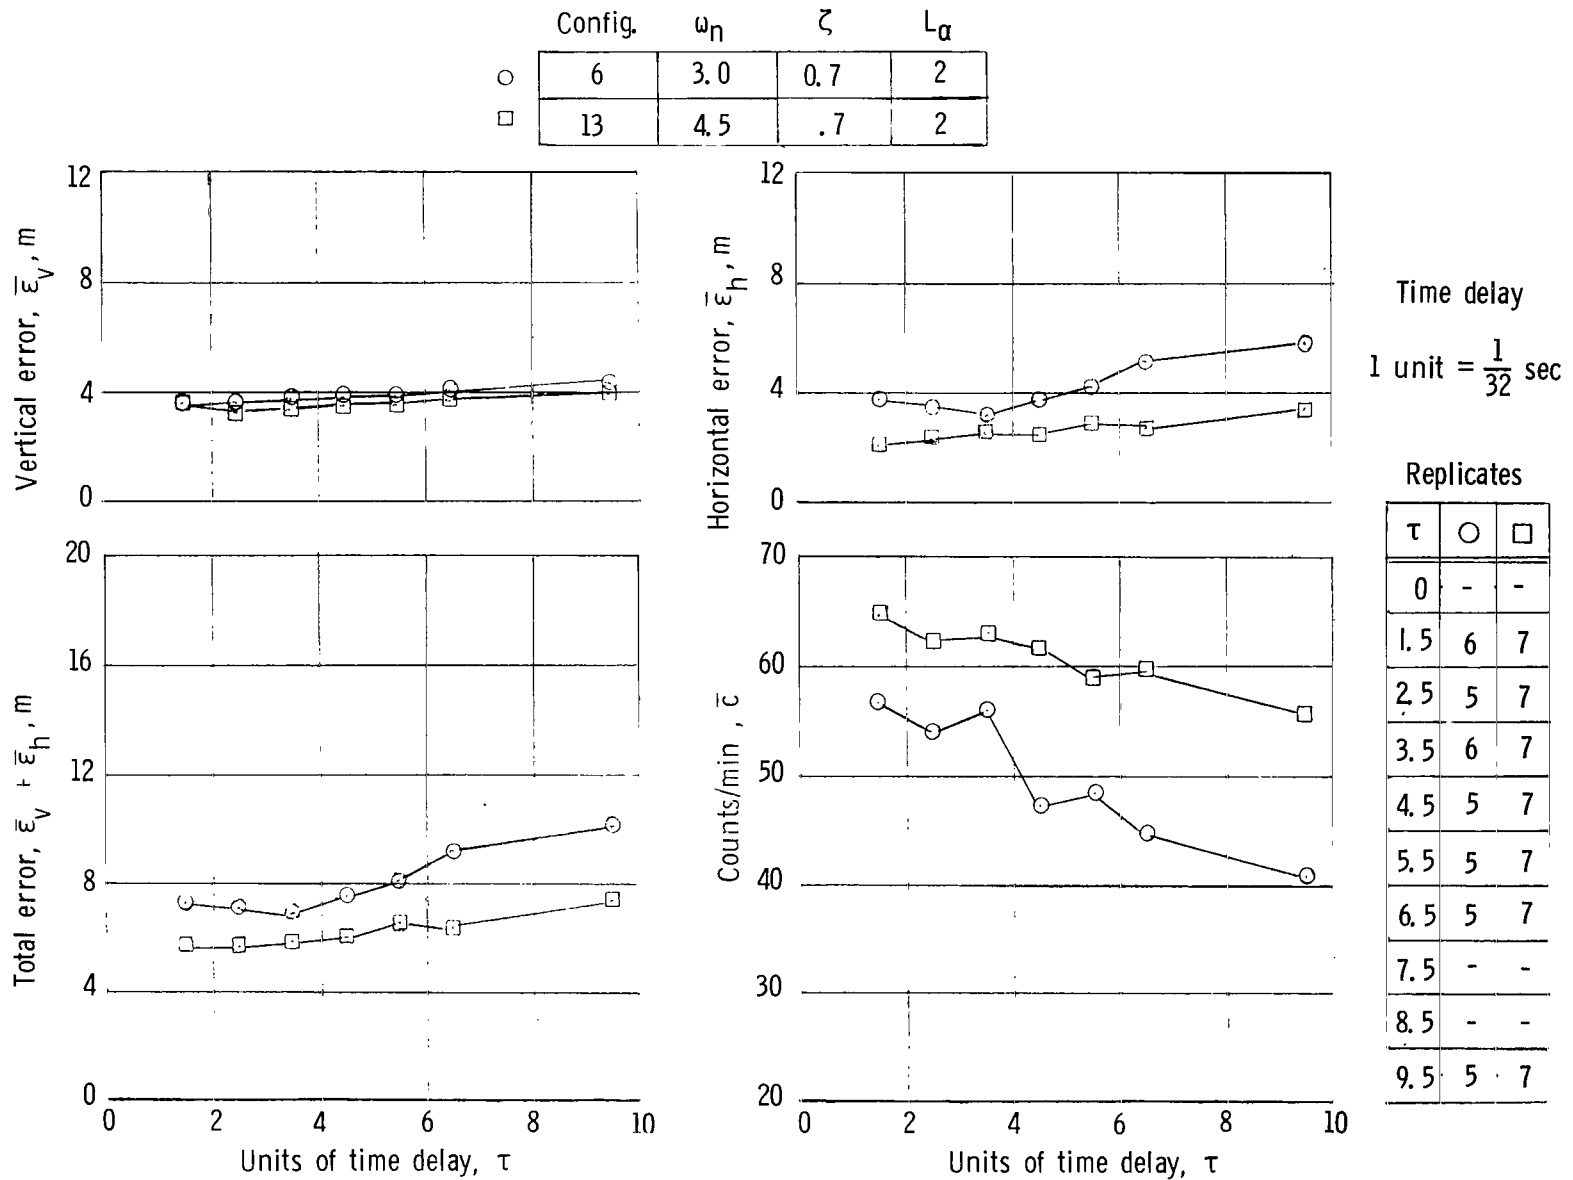 Config. ωn ζ Lα
6 3.0 0.7 2
13 4.5 .7 2
Vertical error, ε̄v, m
12
8
4
0
Horizontal error, ε̄h, m
12
8
4
0
Time delay
1 unit = 1/32 sec
Total error, ε̄v + ε̄h, m
20
16
12
8
4
0
0 2 4 6 8 10
Units of time delay, τ
Counts/min, c̄
70
60
50
40
30
20
0 2 4 6 8 10
Units of time delay, τ
Replicates
τ ○ □
0 - -
1.5 6 7
2.5 5 7
3.5 6 7
4.5 5 7
5.5 5 7
6.5 5 7
7.5 - -
8.5 - -
9.5 5 7